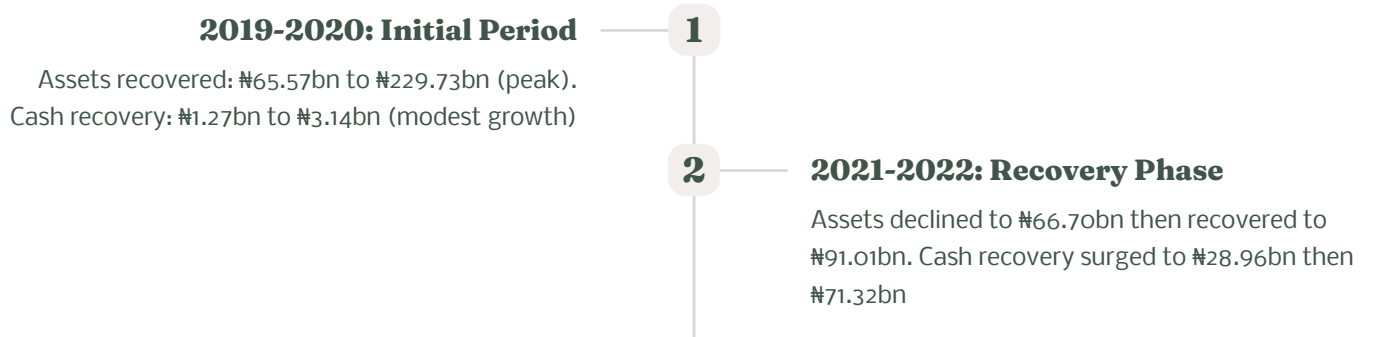 2019-2020: Initial Period
1
Assets recovered: ₦65.57bn to ₦229.73bn (peak).
Cash recovery: ₦1.27bn to ₦3.14bn (modest growth)
2
2021-2022: Recovery Phase
Assets declined to ₦66.70bn then recovered to
₦91.01bn. Cash recovery surged to ₦28.96bn then
₦71.32bn